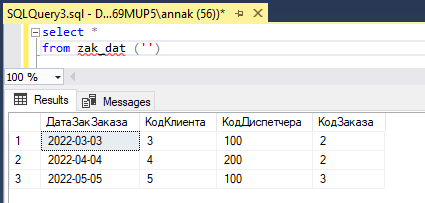 SQLQuery3.sql - D...69MUP5\annak (56))*
select *
from zak_dat ('')
100 %
Results Messages
ДатаЗакЗаказа КодКлиента КодДиспетчера КодЗаказа
1 2022-03-03 3 100 2
2 2022-04-04 4 200 2
3 2022-05-05 5 100 3